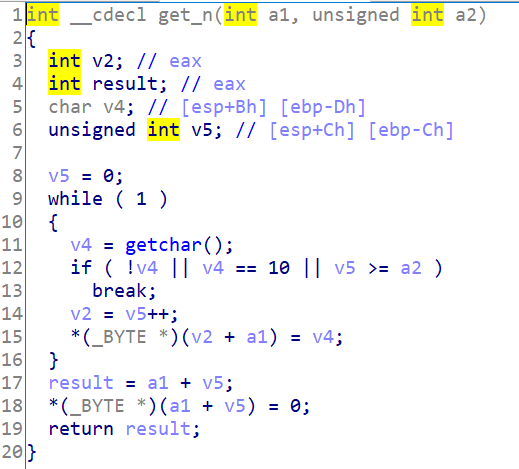 1 int __cdecl get_n(int a1, unsigned int a2)
2 {
3 int v2; // eax
4 int result; // eax
5 char v4; // [esp+Bh] [ebp-Dh]
6 unsigned int v5; // [esp+Ch] [ebp-Ch]
7
8 v5 = 0;
9 while ( 1 )
10 {
11 v4 = getchar();
12 if ( !v4 || v4 == 10 || v5 >= a2 )
13 break;
14 v2 = v5++;
15 *(_BYTE *)(v2 + a1) = v4;
16 }
17 result = a1 + v5;
18 *(_BYTE *)(a1 + v5) = 0;
19 return result;
20 }